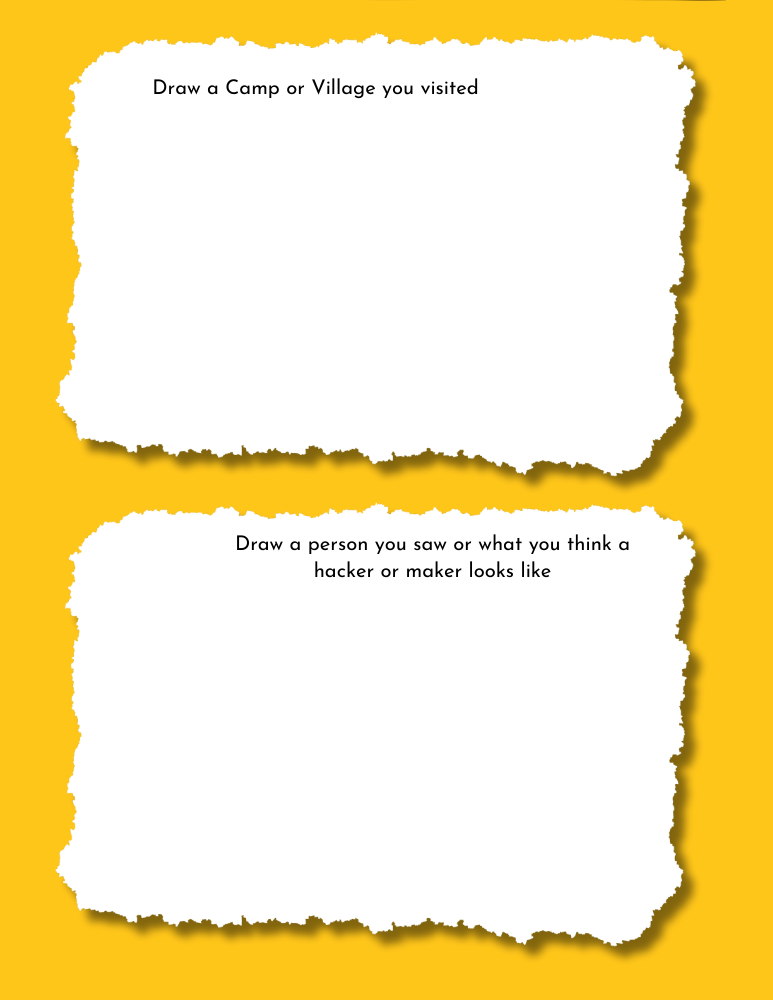 Draw a Camp or Village you visited
Draw a person you saw or what you think a
hacker or maker looks like